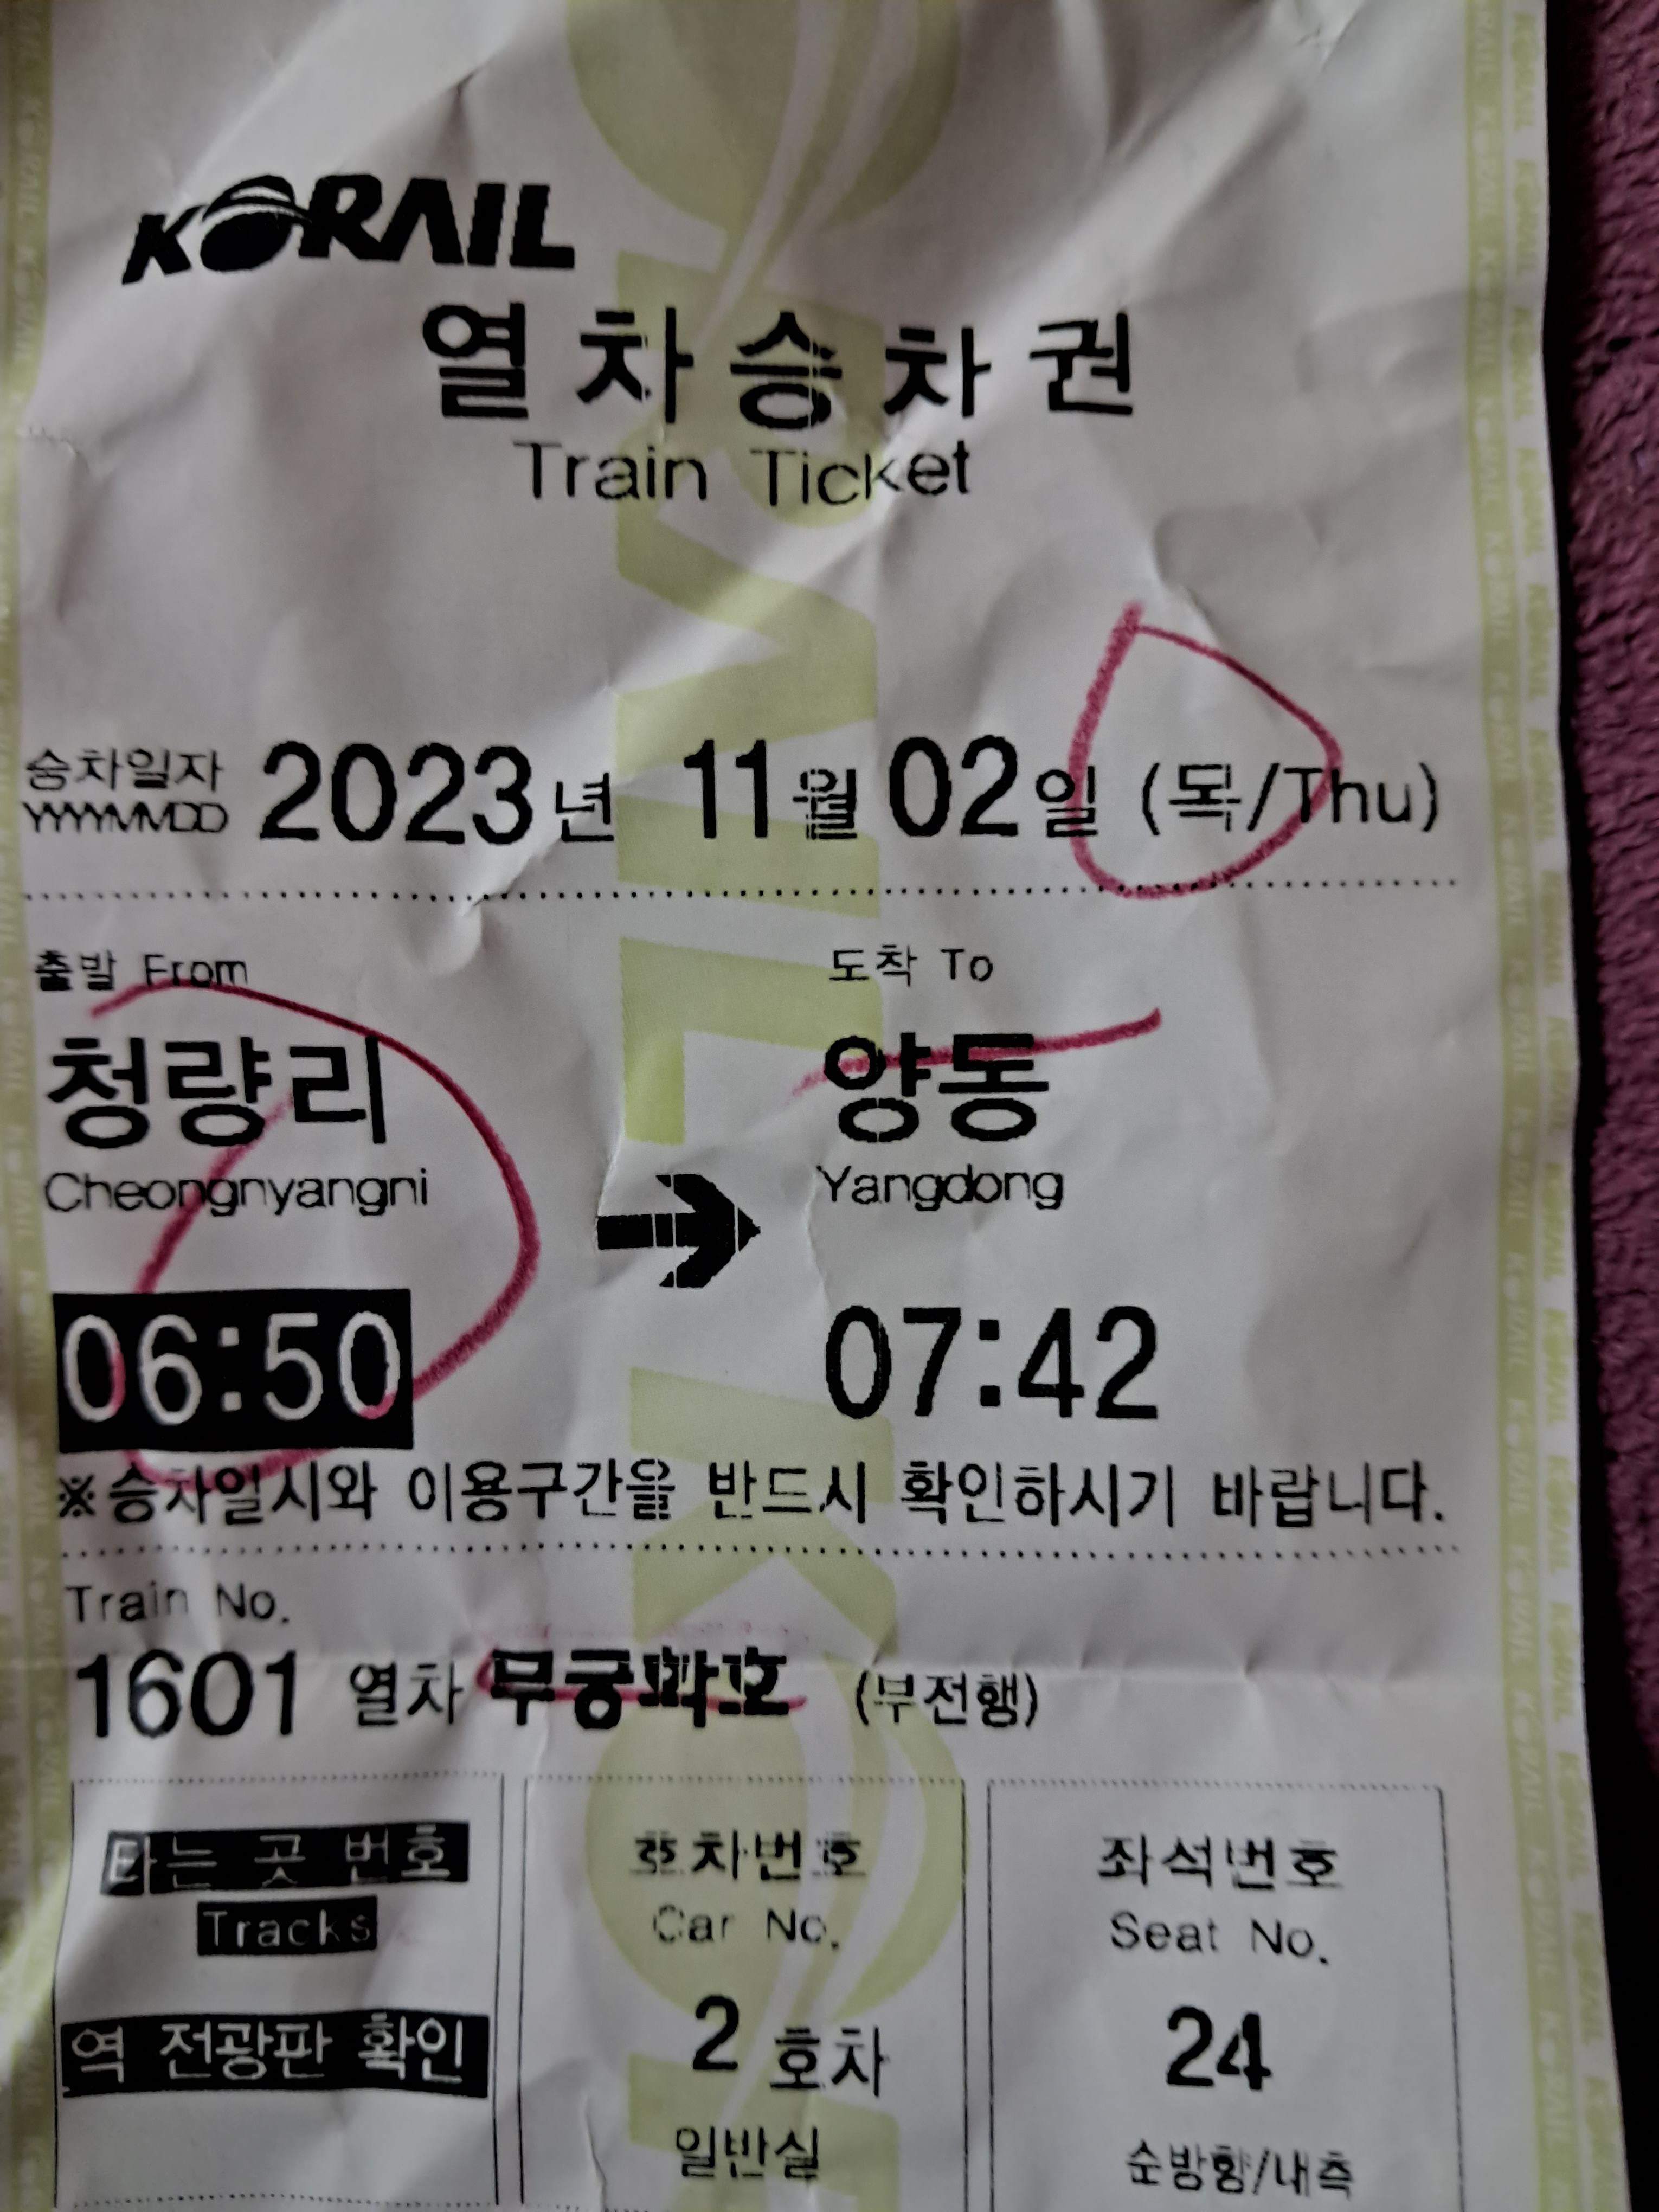 KORAIL
열차승차권
Train Ticket
승차일자 2023년 11월 02일 (목/Thu)
YYYYMMDD
출발 From 도착 To
청량리 양동
Cheongnyangni → Yangdong
06:50 07:42
※승차일시와 이용구간을 반드시 확인하시기 바랍니다.
Train No.
1601 열차 무궁화호 (부전행)
타는 곳 번호 호차번호 좌석번호
Tracks Car No. Seat No.
역 전광판 확인 2 호차 24
일반실 순방향/내측